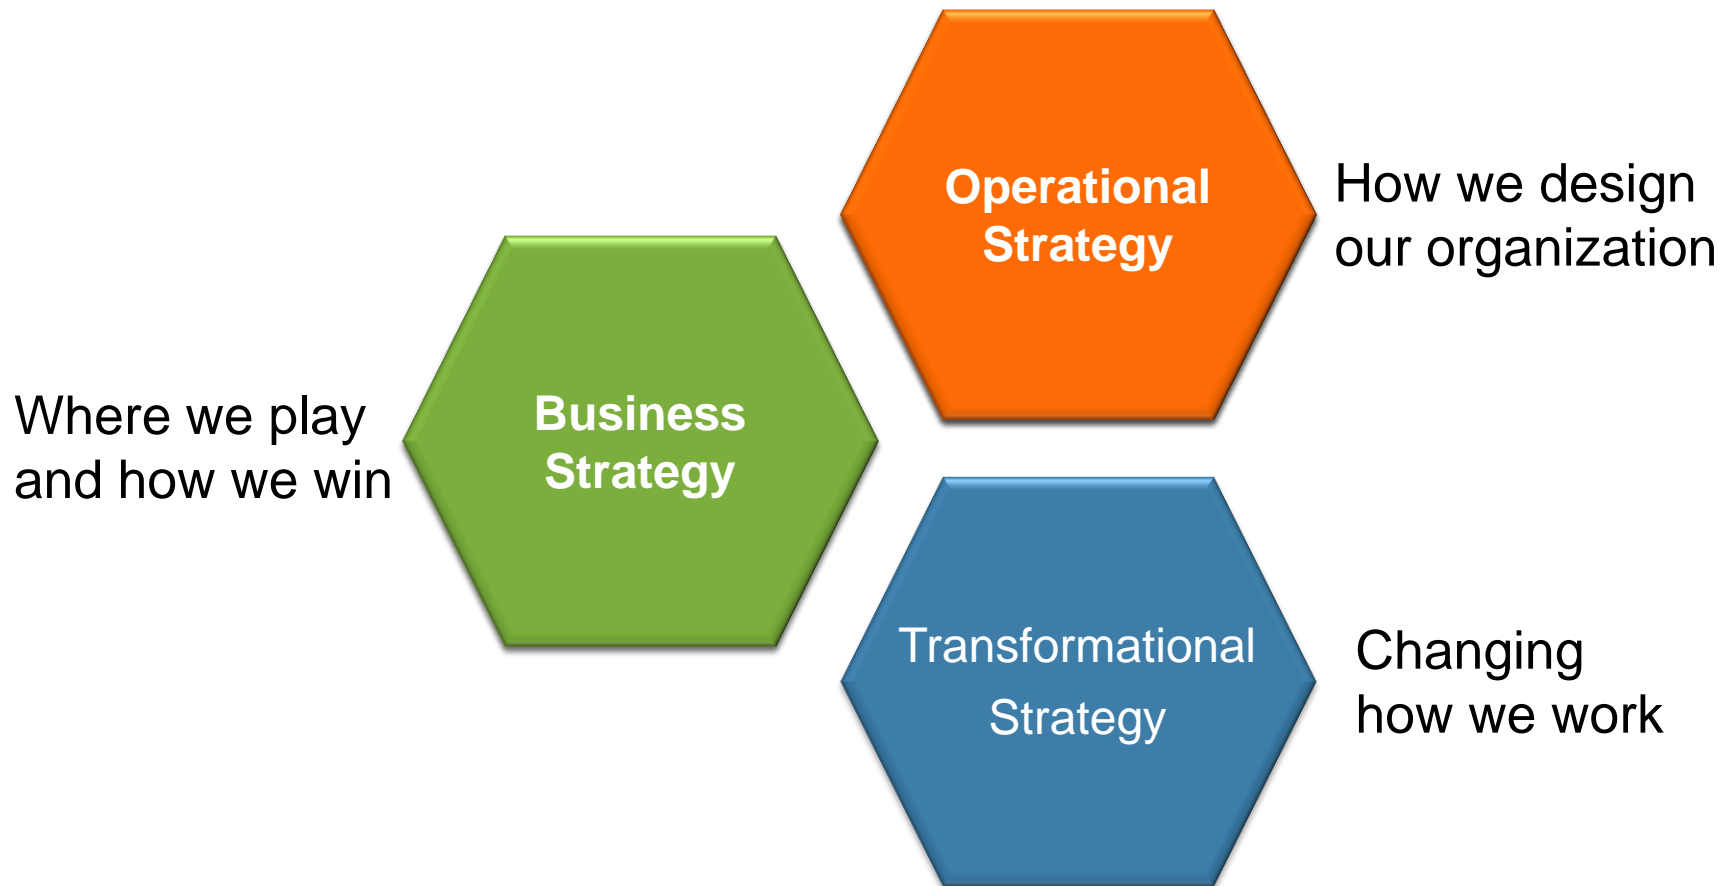 Operational
Strategy
How we design
our organization
Where we play
and how we win
Business
Strategy
Transformational
Strategy
Changing
how we work